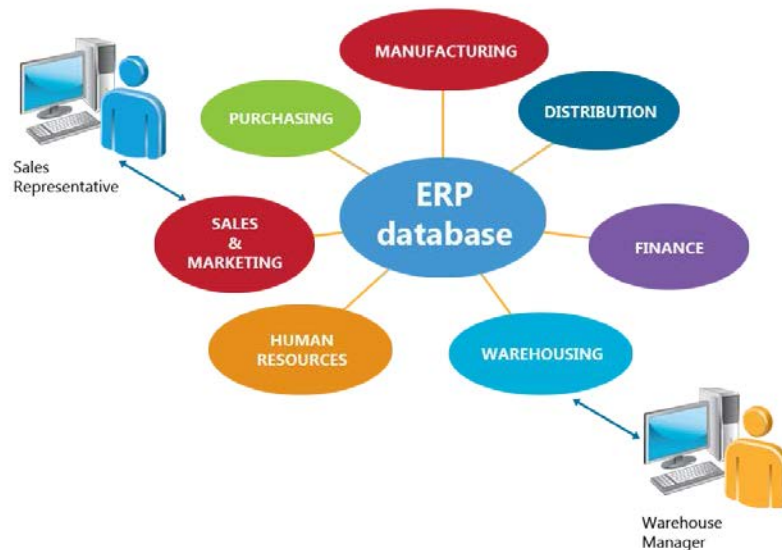 MANUFACTURING
PURCHASING
DISTRIBUTION
Sales
Representative
ERP
database
SALES
&
MARKETING
FINANCE
HUMAN
RESOURCES
WAREHOUSING
Warehouse
Manager